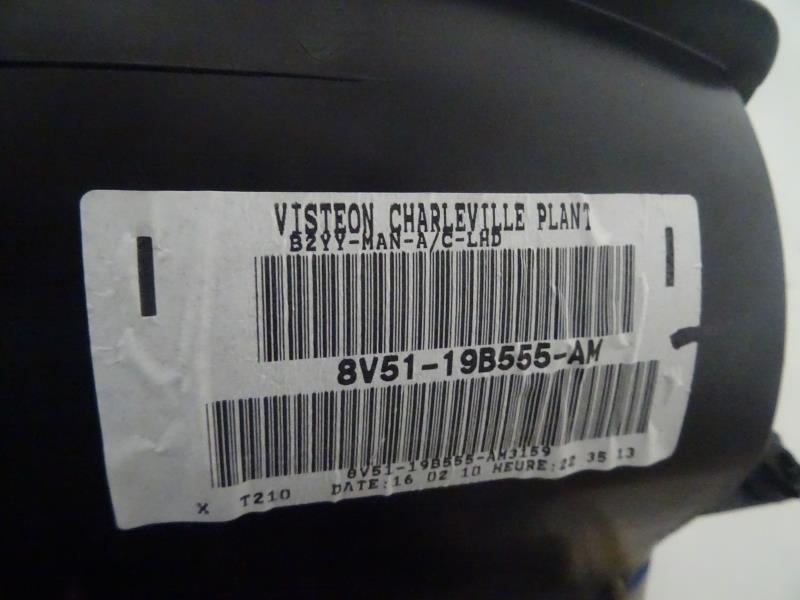 VISTEON CHARLEVILLE PLANT
B2YY-MAN-A/C-LHD
8V51-19B555-AM
8V51-19B555-AM3159
X T210 DATE:16 02 10 HEURE:22 35 13